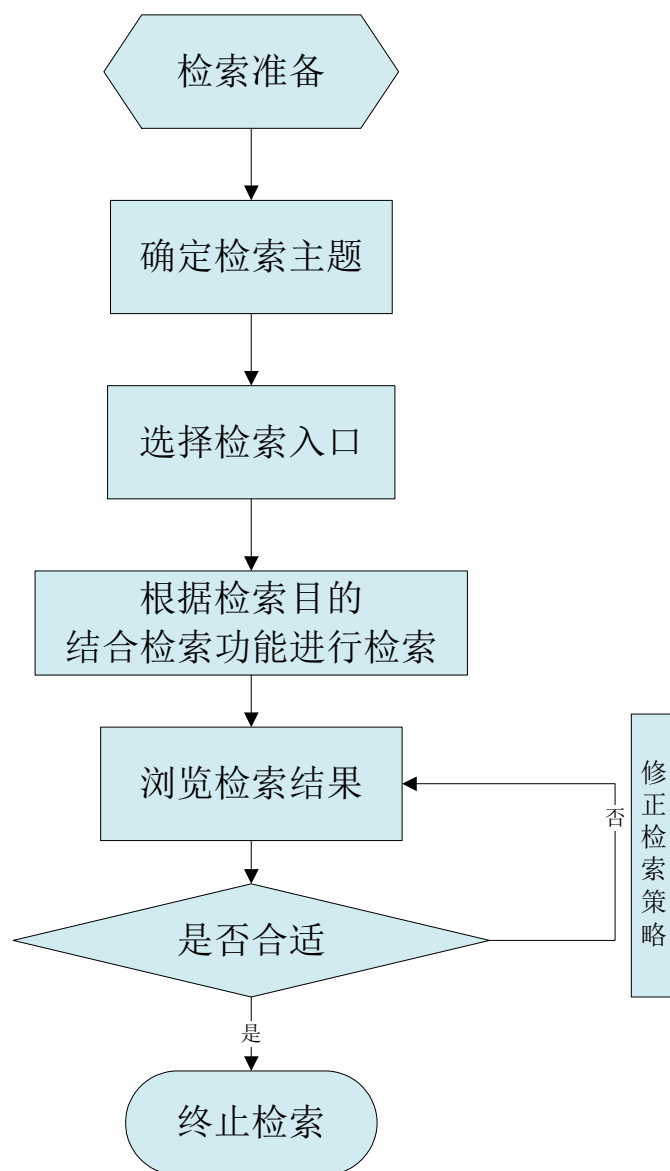 检索准备
确定检索主题
选择检索入口
根据检索目的
结合检索功能进行检索
浏览检索结果
修正检索策略
否
是否合适
是
终止检索